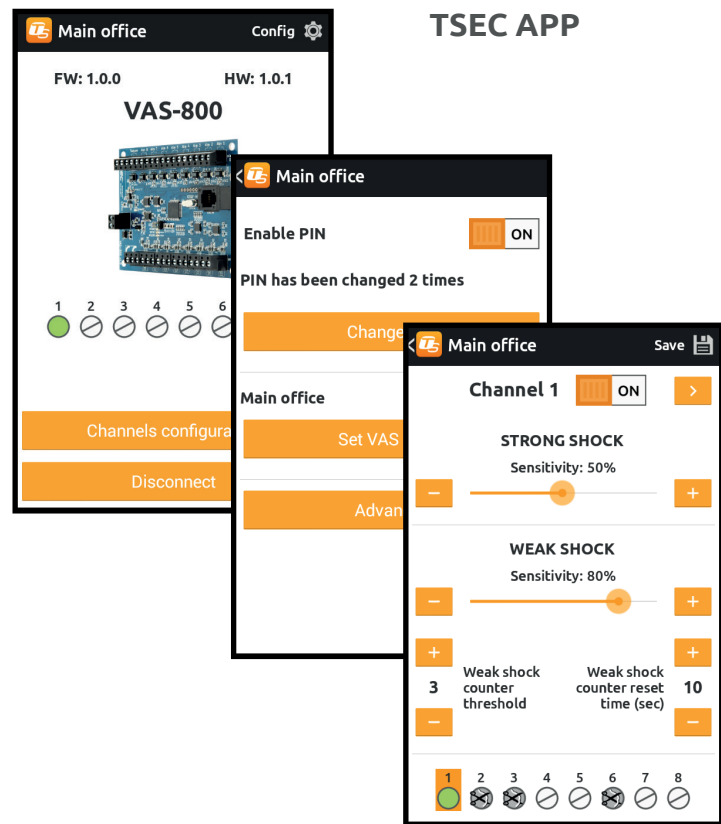 TSEC APP
Main office
Config
FW: 1.0.0
HW: 1.0.1
VAS-800
1 2 3 4 5 6
Channels configura
Disconnect
Main office
Enable PIN
ON
PIN has been changed 2 times
Change
Main office
Set VAS
Advan
Main office
Save
Channel 1
ON
>
STRONG SHOCK
Sensitivity: 50%
− +
WEAK SHOCK
Sensitivity: 80%
− +
+ +
3
Weak shock
counter
threshold
Weak shock
counter reset
time (sec)
10
− −
1 2 3 4 5 6 7 8